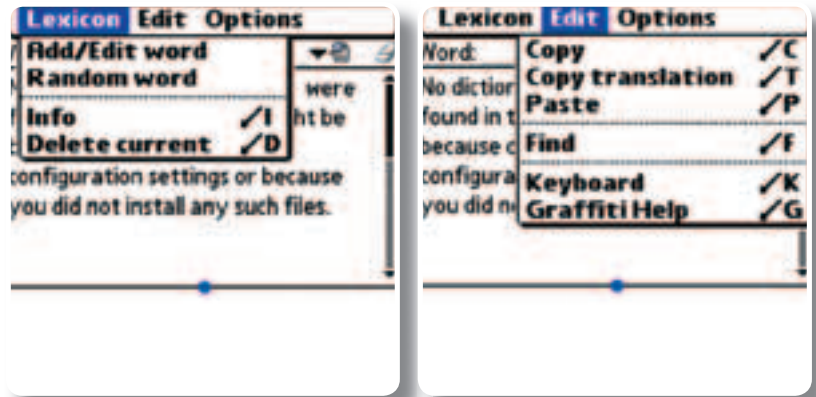 Lexicon Edit Options
Add/Edit word
Random word
were
Info /I
ht be
Delete current /D
configuration settings or because
you did not install any such files.
Lexicon Edit Options
Word:
Copy /C
Copy translation /T
No diction
Paste /P
found in t
Find /F
because c
Keyboard /K
configura
Graffiti Help /G
you did n